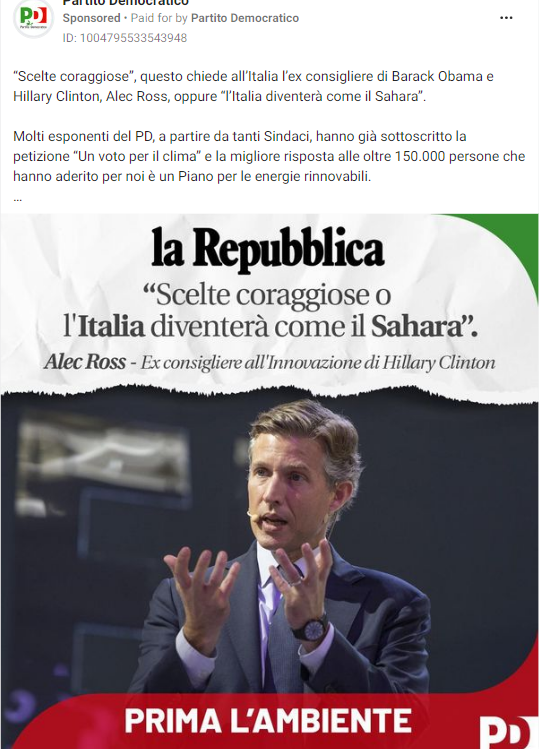 Partito Democratico
Sponsored • Paid for by Partito Democratico
ID: 1004795533543948
“Scelte coraggiose”, questo chiede all’Italia l’ex consigliere di Barack Obama e
Hillary Clinton, Alec Ross, oppure “l’Italia diventerà come il Sahara”.
Molti esponenti del PD, a partire da tanti Sindaci, hanno già sottoscritto la
petizione “Un voto per il clima” e la migliore risposta alle oltre 150.000 persone che
hanno aderito per noi è un Piano per le energie rinnovabili.
...
la Repubblica
“Scelte coraggiose o
l'Italia diventerà come il Sahara”.
Alec Ross - Ex consigliere all'Innovazione di Hillary Clinton
PRIMA L’AMBIENTE
PD